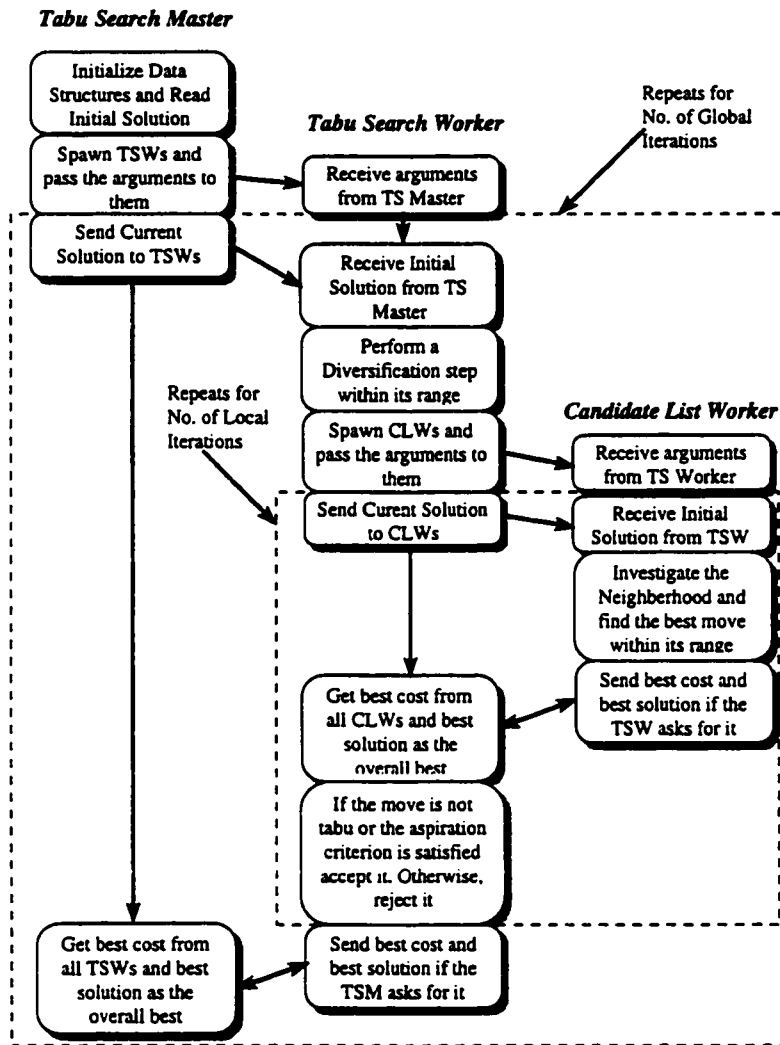 Tabu Search Master
Initialize Data
Structures and Read
Initial Solution
Spawn TSWs and
pass the arguments to
them
Send Current
Solution to TSWs
Get best cost from
all TSWs and best
solution as the
overall best
Tabu Search Worker
Receive arguments
from TS Master
Receive Initial
Solution from TS
Master
Perform a
Diversification step
within its range
Spawn CLWs and
pass the arguments to
them
Send Curent Solution
to CLWs
Get best cost from
all CLWs and best
solution as the
overall best
If the move is not
tabu or the aspiration
criterion is satisfied
accept it. Otherwise,
reject it
Send best cost and
best solution if the
TSM asks for it
Candidate List Worker
Receive arguments
from TS Worker
Receive Initial
Solution from TSW
Investigate the
Neighberhood and
find the best move
within its range
Send best cost and
best solution if the
TSW asks for it
Repeats for
No. of Global
Iterations
Repeats for
No. of Local
Iterations